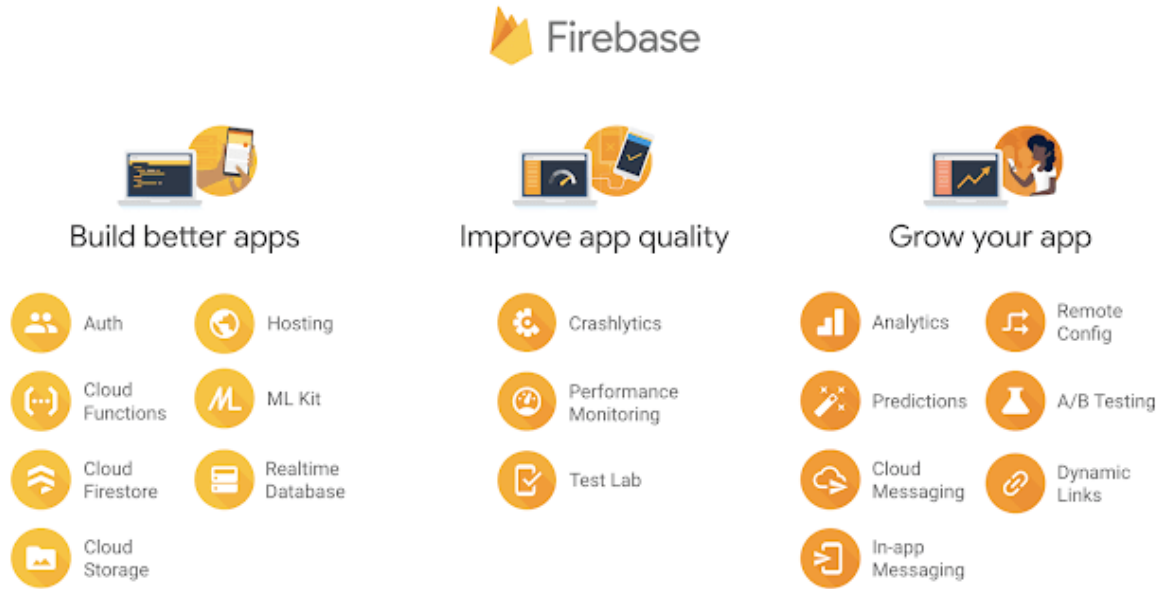 Firebase
Build better apps
Auth
Hosting
Cloud
Functions
ML Kit
Cloud
Firestore
Realtime
Database
Cloud
Storage
Improve app quality
Crashlytics
Performance
Monitoring
Test Lab
Grow your app
Analytics
Remote
Config
Predictions
A/B Testing
Cloud
Messaging
Dynamic
Links
In-app
Messaging